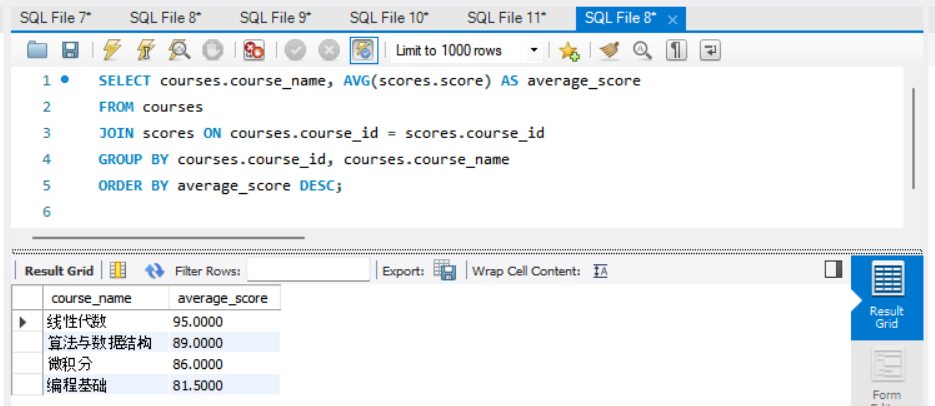 SQL File 7* SQL File 8* SQL File 9* SQL File 10* SQL File 11* SQL File 8* ×
Limit to 1000 rows
1 SELECT courses.course_name, AVG(scores.score) AS average_score
2 FROM courses
3 JOIN scores ON courses.course_id = scores.course_id
4 GROUP BY courses.course_id, courses.course_name
5 ORDER BY average_score DESC;
6
Result Grid Filter Rows: Export: Wrap Cell Content:
course_name average_score
线性代数 95.0000
算法与数据结构 89.0000
微积分 86.0000
编程基础 81.5000
Result
Grid
Form